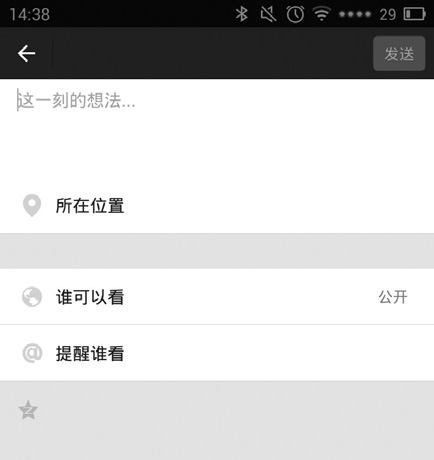 14:38
29
发送
这一刻的想法...
所在位置
谁可以看
公开
@
提醒谁看